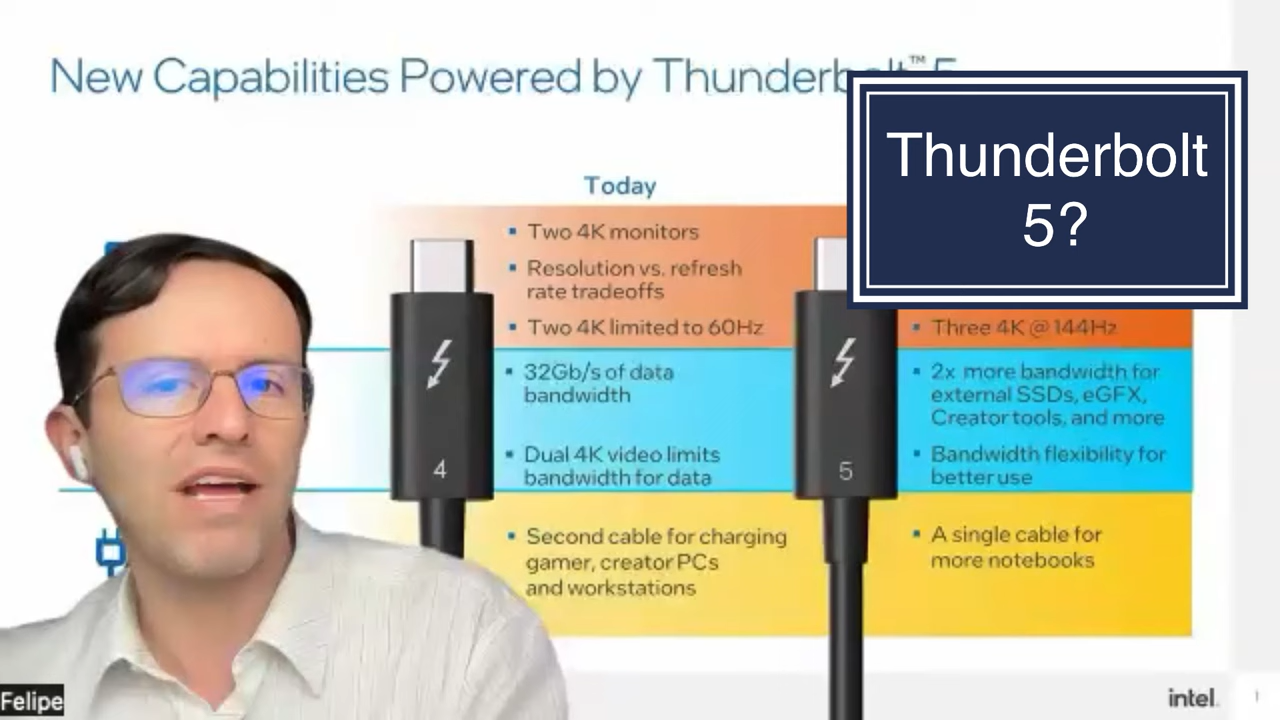 New Capabilities Powered by Thunderbolt™ 5
Thunderbolt
5?
Today
▪ Two 4K monitors
▪ Resolution vs. refresh
rate tradeoffs
▪ Two 4K limited to 60Hz
▪ Three 4K @ 144Hz
▪ 32Gb/s of data
bandwidth
▪ Dual 4K video limits
bandwidth for data
▪ 2x more bandwidth for
external SSDs, eGFX,
Creator tools, and more
▪ Bandwidth flexibility for
better use
4
5
▪ Second cable for charging
gamer, creator PCs
and workstations
▪ A single cable for
more notebooks
Felipe
intel.
1